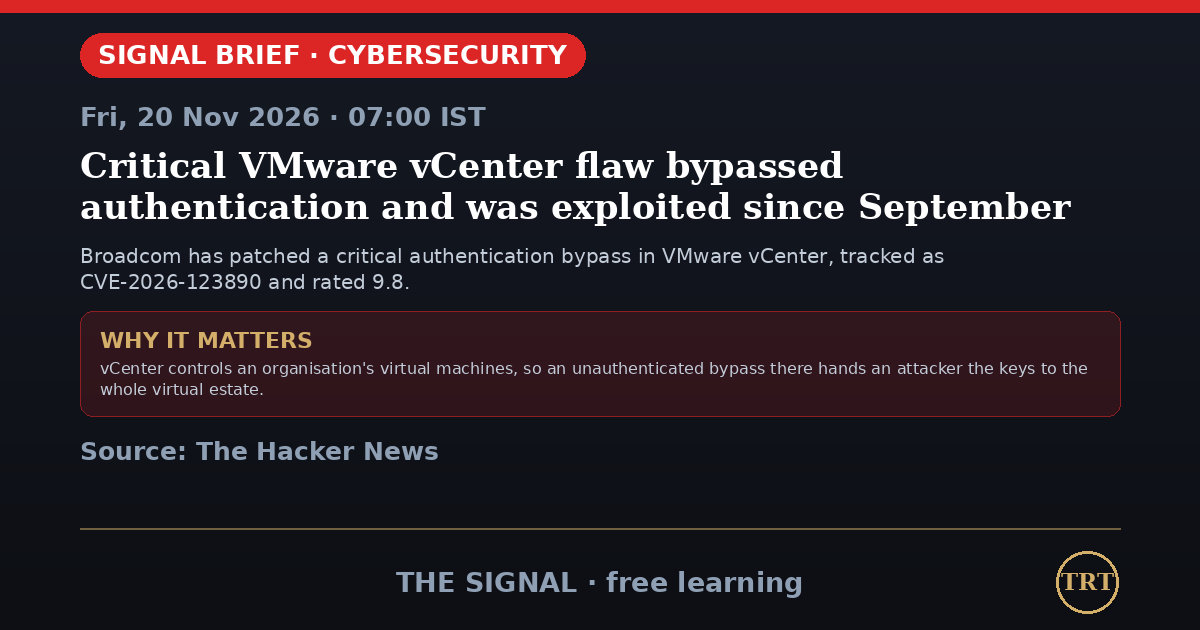 SIGNAL BRIEF · CYBERSECURITY
Fri, 20 Nov 2026 · 07:00 IST
Critical VMware vCenter flaw bypassed
authentication and was exploited since September
Broadcom has patched a critical authentication bypass in VMware vCenter, tracked as
CVE-2026-123890 and rated 9.8.
WHY IT MATTERS
vCenter controls an organisation's virtual machines, so an unauthenticated bypass there hands an attacker the keys to the
whole virtual estate.
Source: The Hacker News
THE SIGNAL · free learning
TRT